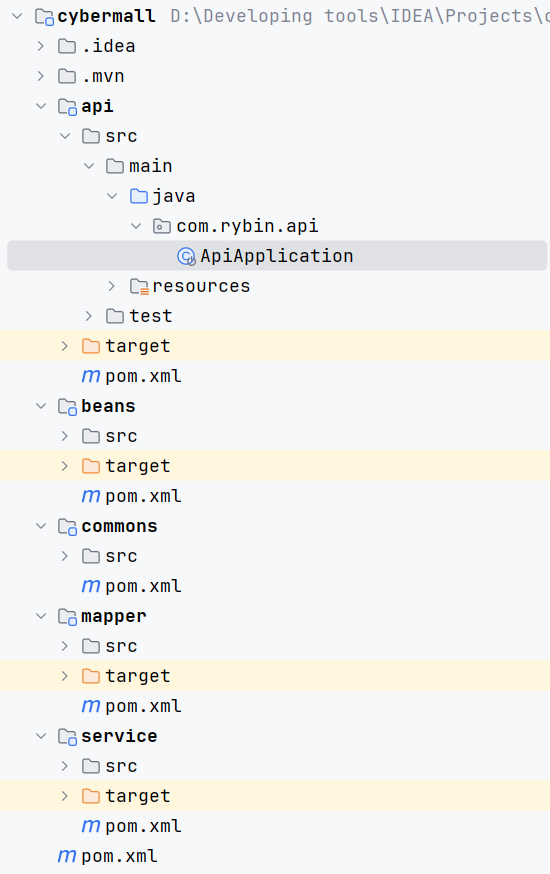 cybermall D:\Developing tools\IDEA\Projects\
.idea
.mvn
api
src
main
java
com.rybin.api
ApiApplication
resources
test
target
m pom.xml
beans
src
target
m pom.xml
commons
src
m pom.xml
mapper
src
target
m pom.xml
service
src
target
m pom.xml
m pom.xml